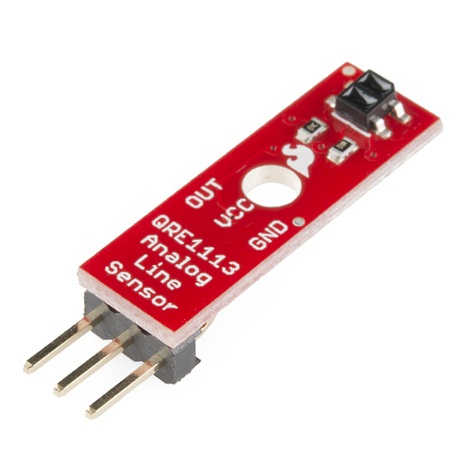 OUT
VCC
GND
QRE1113
Analog
Line
Sensor